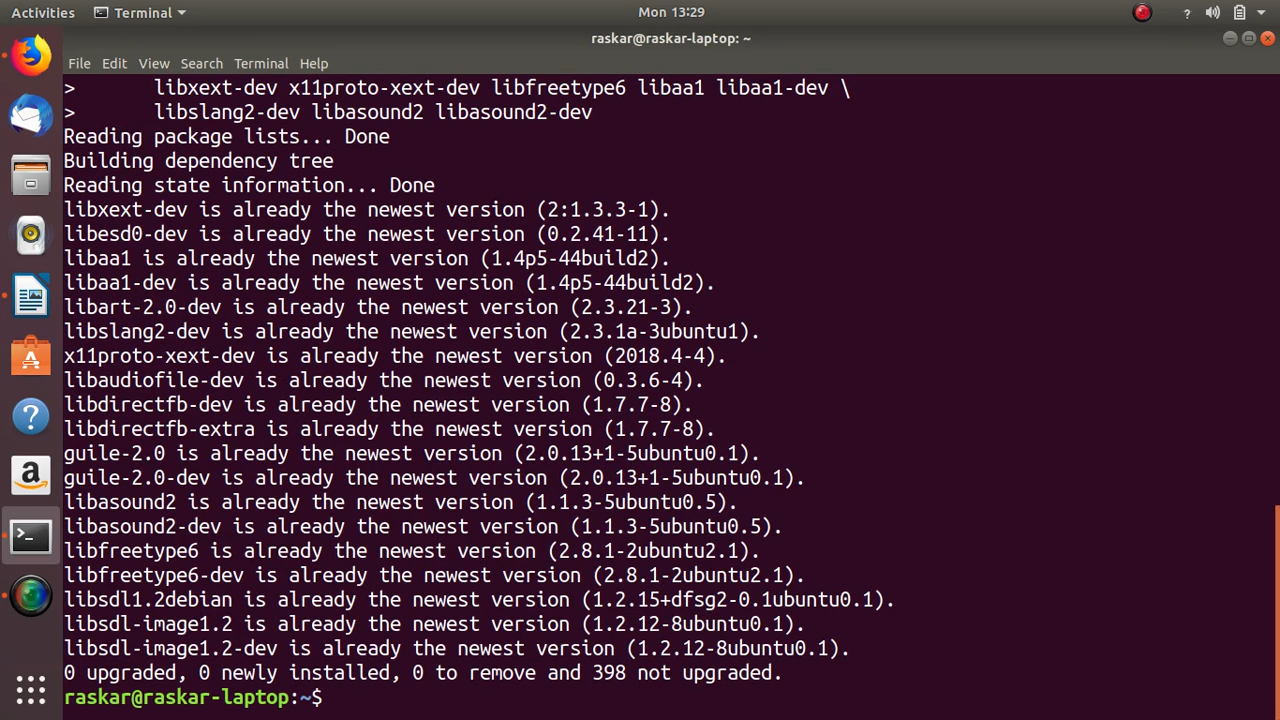 Activities Terminal Mon 13:29
raskar@raskar-laptop: ~
File Edit View Search Terminal Help
> libxext-dev x11proto-xext-dev libfreetype6 libaa1 libaa1-dev \
> libslang2-dev libasound2 libasound2-dev
Reading package lists... Done
Building dependency tree
Reading state information... Done
libxext-dev is already the newest version (2:1.3.3-1).
libesd0-dev is already the newest version (0.2.41-11).
libaa1 is already the newest version (1.4p5-44build2).
libaa1-dev is already the newest version (1.4p5-44build2).
libart-2.0-dev is already the newest version (2.3.21-3).
libslang2-dev is already the newest version (2.3.1a-3ubuntu1).
x11proto-xext-dev is already the newest version (2018.4-4).
libaudiofile-dev is already the newest version (0.3.6-4).
libdirectfb-dev is already the newest version (1.7.7-8).
libdirectfb-extra is already the newest version (1.7.7-8).
guile-2.0 is already the newest version (2.0.13+1-5ubuntu0.1).
guile-2.0-dev is already the newest version (2.0.13+1-5ubuntu0.1).
libasound2 is already the newest version (1.1.3-5ubuntu0.5).
libasound2-dev is already the newest version (1.1.3-5ubuntu0.5).
libfreetype6 is already the newest version (2.8.1-2ubuntu2.1).
libfreetype6-dev is already the newest version (2.8.1-2ubuntu2.1).
libsdl1.2debian is already the newest version (1.2.15+dfsg2-0.1ubuntu0.1).
libsdl-image1.2 is already the newest version (1.2.12-8ubuntu0.1).
libsdl-image1.2-dev is already the newest version (1.2.12-8ubuntu0.1).
0 upgraded, 0 newly installed, 0 to remove and 398 not upgraded.
raskar@raskar-laptop:~$